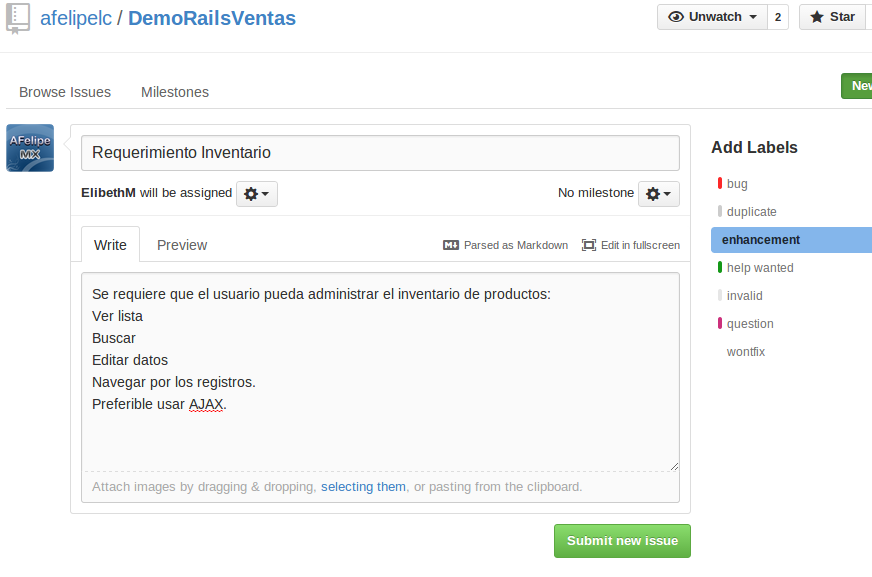 afelipelc / DemoRailsVentas
Unwatch 2 Star
Browse Issues Milestones
AFelipe
MX
Requerimiento Inventario
ElibethM will be assigned No milestone
Write Preview Parsed as Markdown Edit in fullscreen
Se requiere que el usuario pueda administrar el inventario de productos:
Ver lista
Buscar
Editar datos
Navegar por los registros.
Preferible usar AJAX.
Attach images by dragging & dropping, selecting them, or pasting from the clipboard.
Submit new issue
New
Add Labels
bug
duplicate
enhancement
help wanted
invalid
question
wontfix